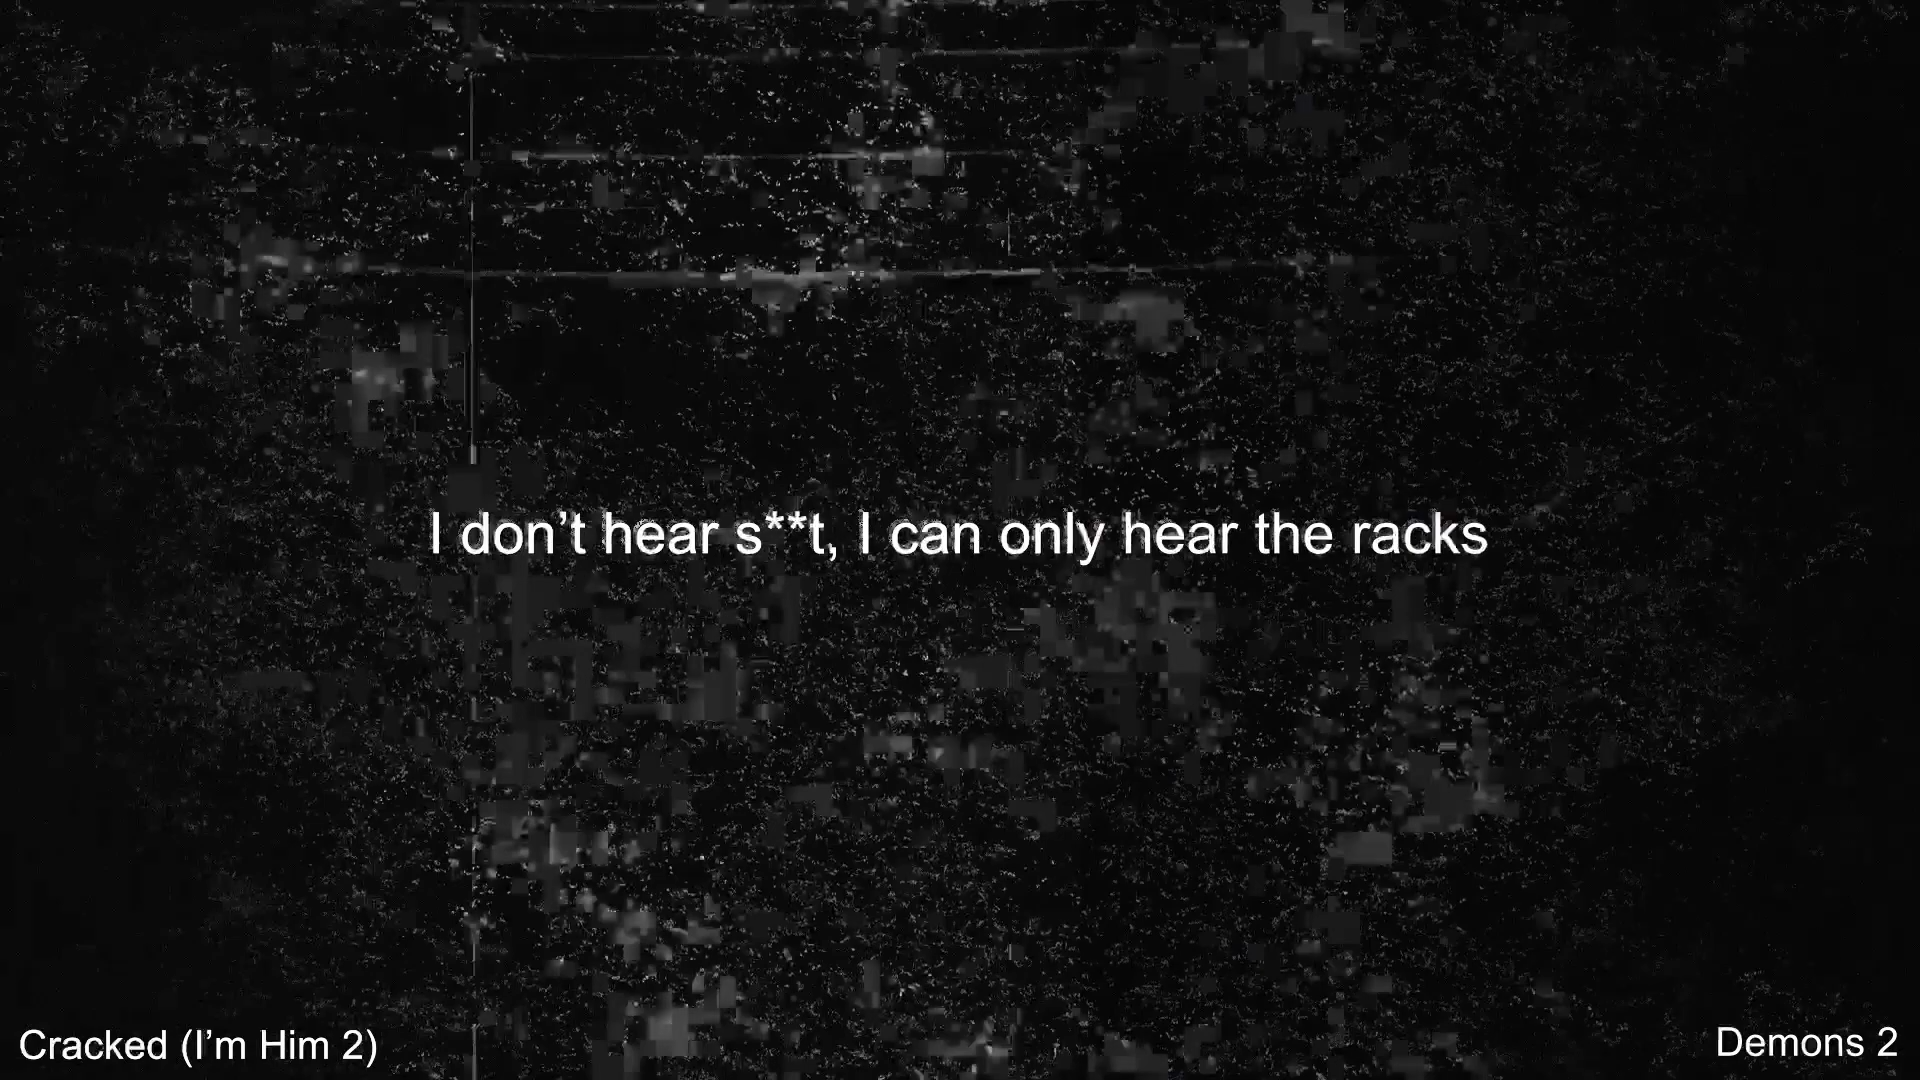 I don’t hear s**t, I can only hear the racks
Cracked (I’m Him 2)
Demons 2